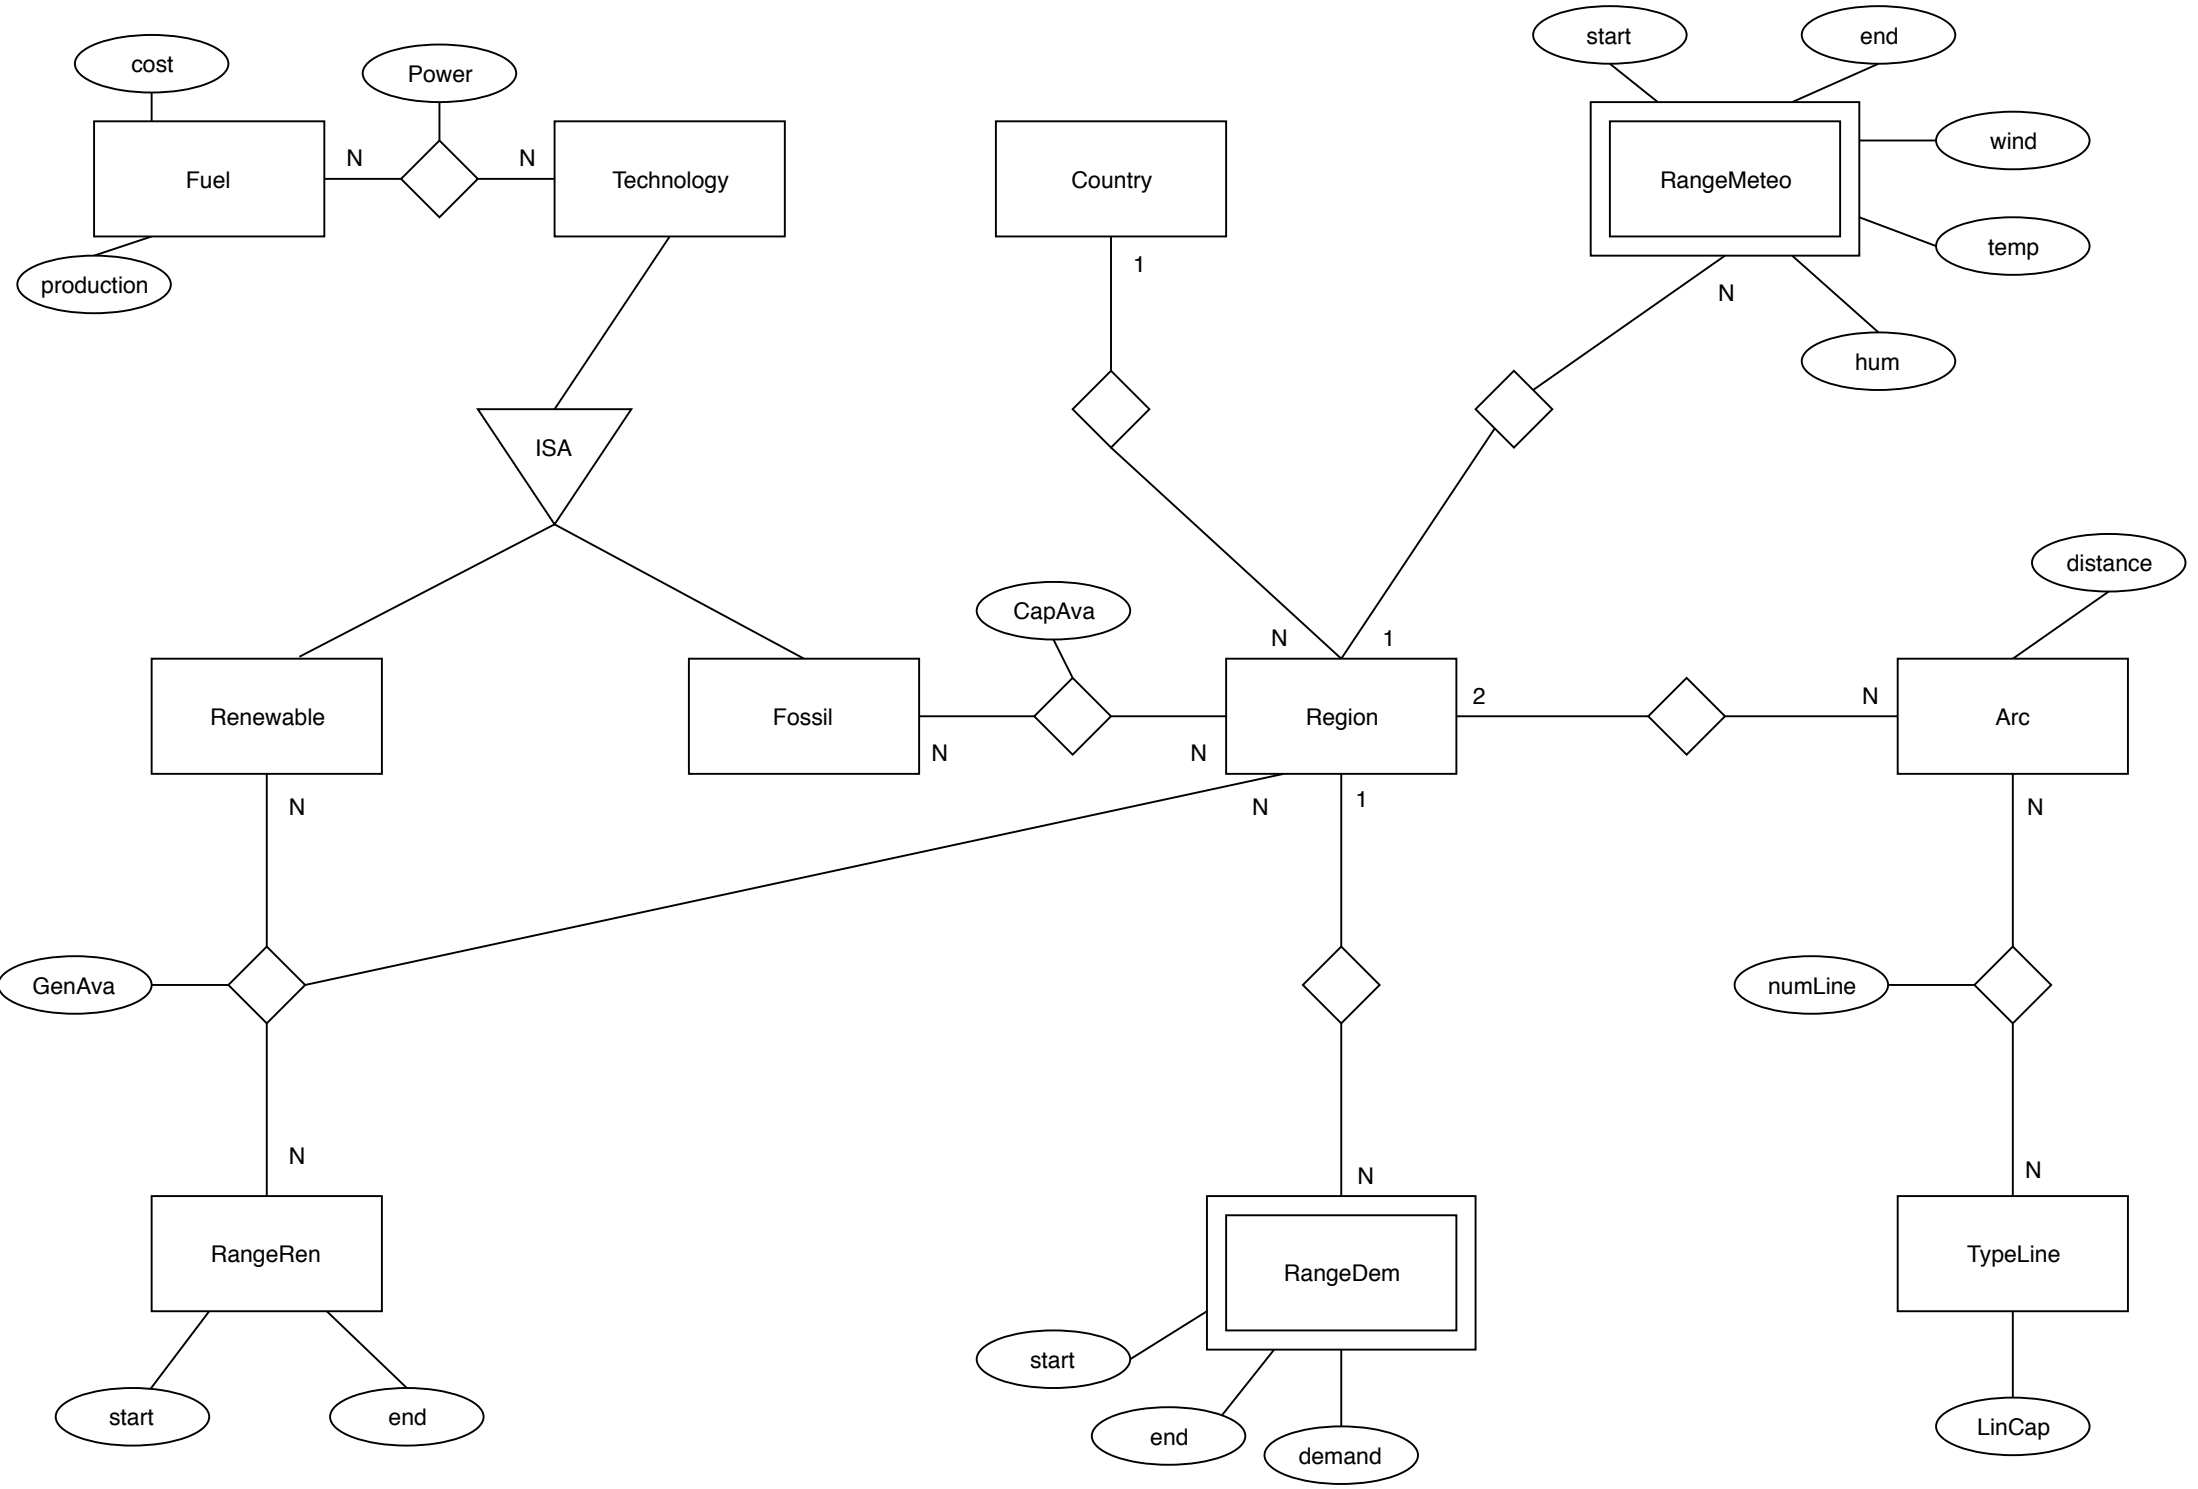 start
end
cost
Power
wind
Fuel
N
N
Technology
Country
RangeMeteo
temp
production
1
N
hum
ISA
distance
CapAva
N
1
Renewable
Fossil
N
N
Region
2
N
Arc
N
N
1
N
GenAva
numLine
N
N
N
RangeRen
RangeDem
TypeLine
start
end
start
end
demand
LinCap